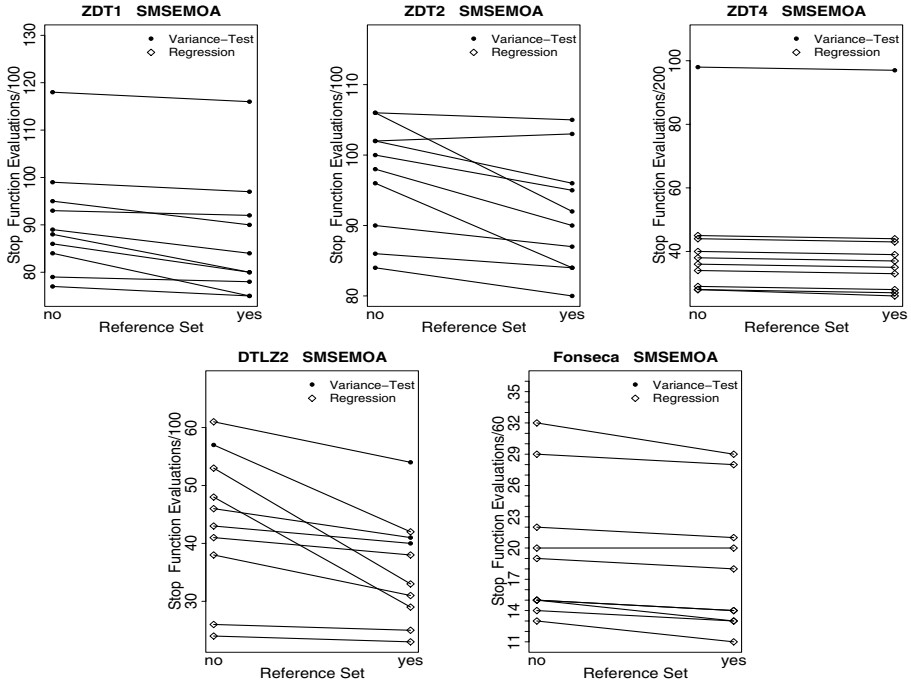 ZDT1 SMSEMOA
Variance−Test
Regression
Stop Function Evaluations/100
130
120
110
100
90
80
no
yes
Reference Set
ZDT2 SMSEMOA
Variance−Test
Regression
Stop Function Evaluations/100
110
100
90
80
no
yes
Reference Set
ZDT4 SMSEMOA
Variance−Test
Regression
Stop Function Evaluations/200
100
80
60
40
no
yes
Reference Set
DTLZ2 SMSEMOA
Variance−Test
Regression
Stop Function Evaluations/100
60
50
40
30
no
yes
Reference Set
Fonseca SMSEMOA
Variance−Test
Regression
Stop Function Evaluations/60
35
32
29
26
23
20
17
14
11
no
yes
Reference Set